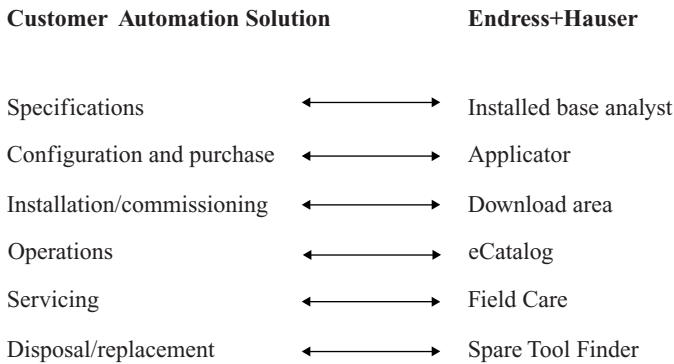 Customer Automation Solution Endress+Hauser
Specifications Installed base analyst
Configuration and purchase Applicator
Installation/commissioning Download area
Operations eCatalog
Servicing Field Care
Disposal/replacement Spare Tool Finder